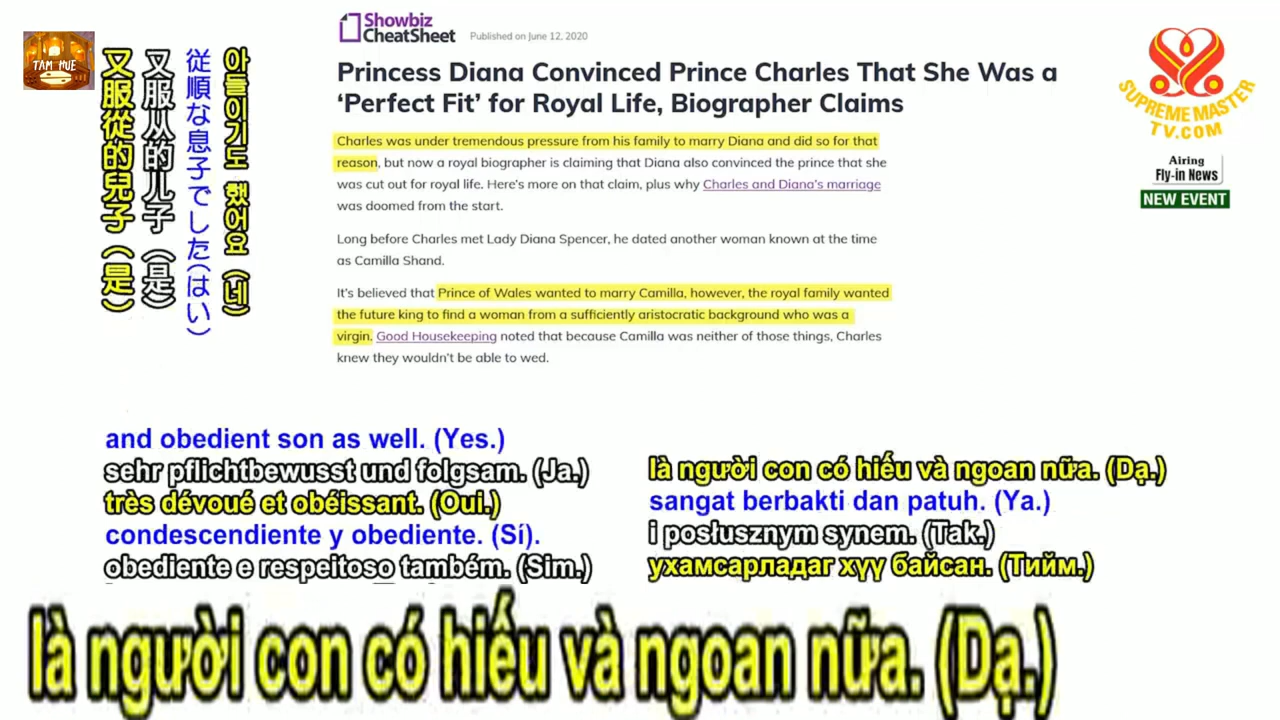 TAM HUE
又服從的兒子（是）
又服从的儿子（是）
従順な息子でした(はい)
아들이기도 했어요 (네)
Showbiz
CheatSheet
Published on June 12, 2020
Princess Diana Convinced Prince Charles That She Was a
‘Perfect Fit’ for Royal Life, Biographer Claims
Charles was under tremendous pressure from his family to marry Diana and did so for that
reason, but now a royal biographer is claiming that Diana also convinced the prince that she
was cut out for royal life. Here’s more on that claim, plus why Charles and Diana’s marriage
was doomed from the start.
Long before Charles met Lady Diana Spencer, he dated another woman known at the time
as Camilla Shand.
It’s believed that Prince of Wales wanted to marry Camilla, however, the royal family wanted
the future king to find a woman from a sufficiently aristocratic background who was a
virgin. Good Housekeeping noted that because Camilla was neither of those things, Charles
knew they wouldn’t be able to wed.
SUPREME MASTER
TV.COM
Airing
Fly-in News
NEW EVENT
and obedient son as well. (Yes.)
sehr pflichtbewusst und folgsam. (Ja.)
très dévoué et obéissant. (Oui.)
condescendiente y obediente. (Sí).
obediente e respeitoso também. (Sim.)
là người con có hiếu và ngoan nữa. (Dạ.)
sangat berbakti dan patuh. (Ya.)
i posłusznym synem. (Tak.)
ухамсарладаг хүү байсан. (Тийм.)
là người con có hiếu và ngoan nữa. (Dạ.)